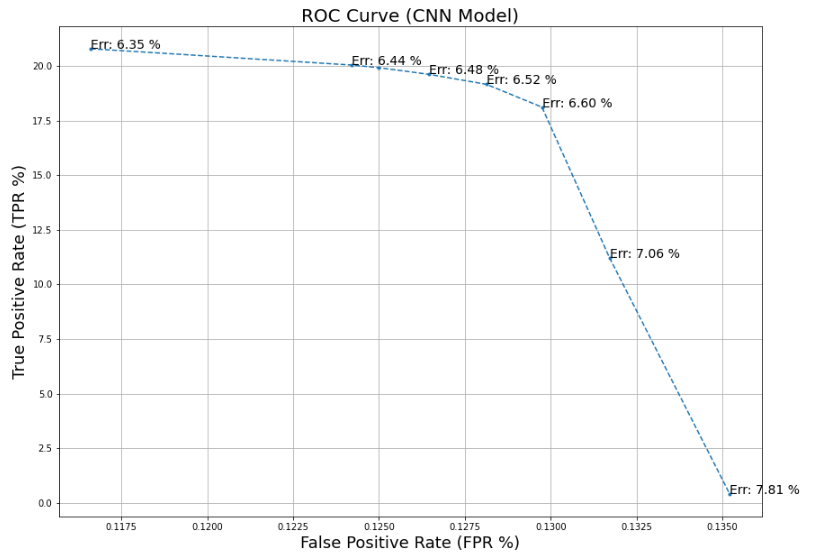 ROC Curve (CNN Model)
Err: 6.35 %
Err: 6.44 %
Err: 6.48 %
Err: 6.52 %
Err: 6.60 %
Err: 7.06 %
Err: 7.81 %
True Positive Rate (TPR %)
20.0
17.5
15.0
12.5
10.0
7.5
5.0
2.5
0.0
0.1175 0.1200 0.1225 0.1250 0.1275 0.1300 0.1325 0.1350
False Positive Rate (FPR %)